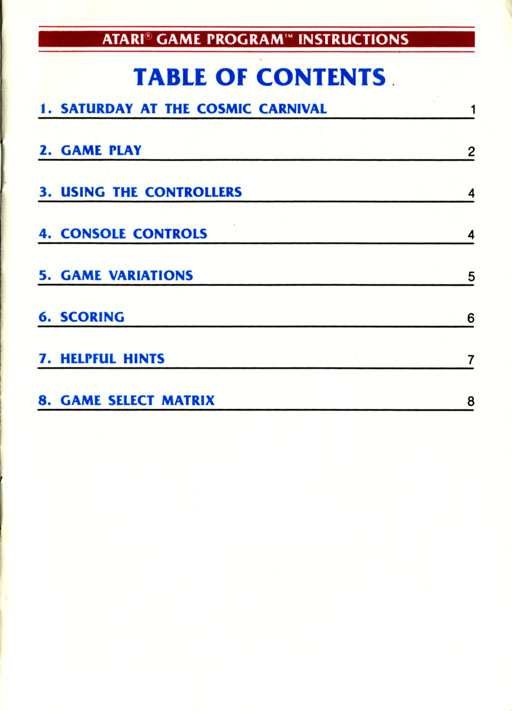 ATARI® GAME PROGRAM™ INSTRUCTIONS
TABLE OF CONTENTS
1. SATURDAY AT THE COSMIC CARNIVAL 1
2. GAME PLAY 2
3. USING THE CONTROLLERS 4
4. CONSOLE CONTROLS 4
5. GAME VARIATIONS 5
6. SCORING 6
7. HELPFUL HINTS 7
8. GAME SELECT MATRIX 8